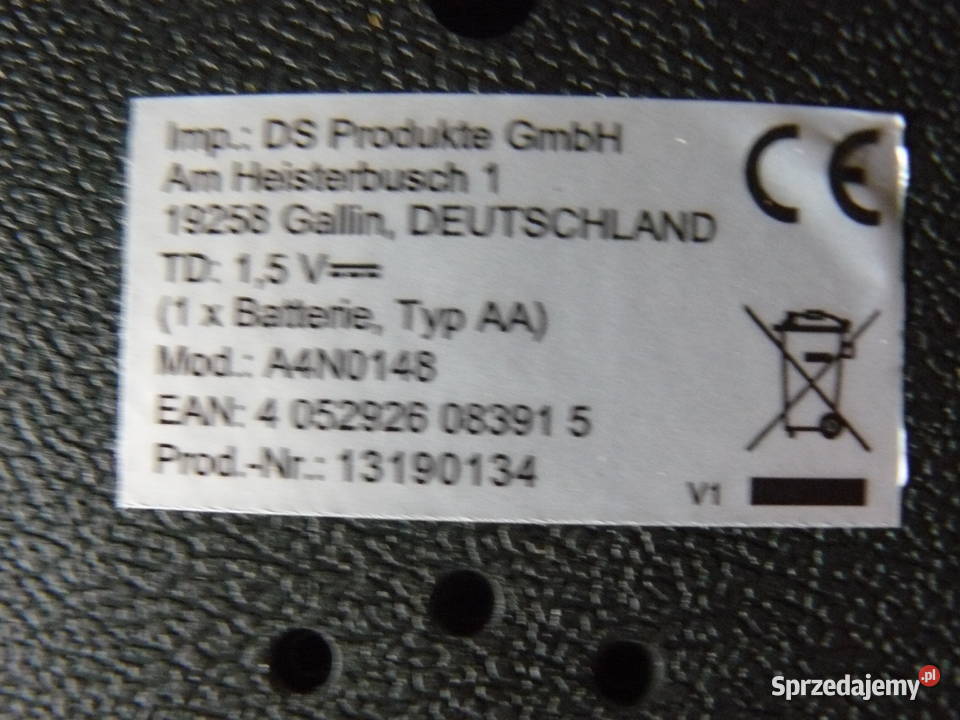 Imp.: DS Produkte GmbH
Am Heisterbusch 1
19258 Gallin, DEUTSCHLAND
TD: 1,5 V⎓
(1 x Batterie, Typ AA)
Mod.: A4N0148
EAN: 4 052926 08391 5
Prod.-Nr.: 13190134
CE
V1
Sprzedajemy.pl